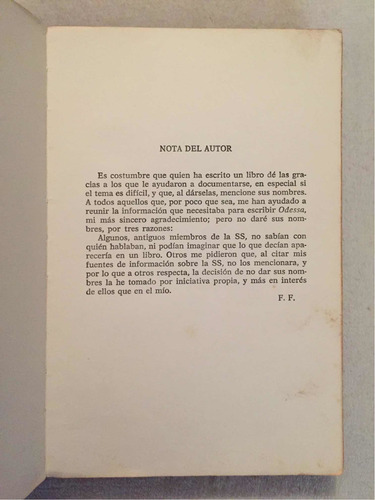 NOTA DEL AUTOR
Es costumbre que quien ha escrito un libro dé las gra-
cias a los que le ayudaron a documentarse, en especial si
el tema es difícil, y que, al dárselas, mencione sus nombres.
A todos aquellos que, por poco que sea, me han ayudado a
reunir la información que necesitaba para escribir Odessa,
mi más sincero agradecimiento; pero no daré sus nom-
bres, por tres razones:
Algunos, antiguos miembros de la SS, no sabían con
quién hablaban, ni podían imaginar que lo que decían apa-
recería en un libro. Otros me pidieron que, al citar mis
fuentes de información sobre la SS, no los mencionara, y
por lo que a otros respecta, la decisión de no dar sus nom-
bres la he tomado por iniciativa propia, y más en interés
de ellos que en el mío.
F. F.